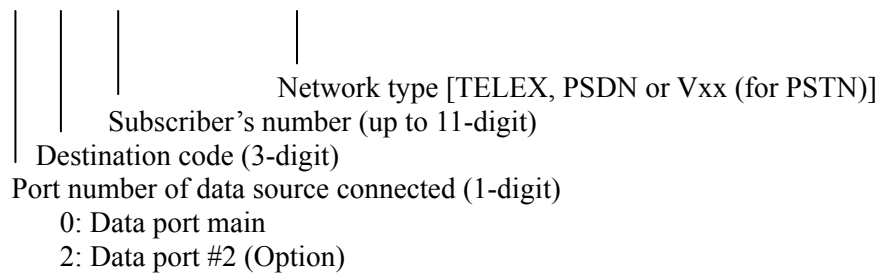 Network type [TELEX, PSDN or Vxx (for PSTN)]
Subscriber’s number (up to 11-digit)
Destination code (3-digit)
Port number of data source connected (1-digit)
0: Data port main
2: Data port #2 (Option)